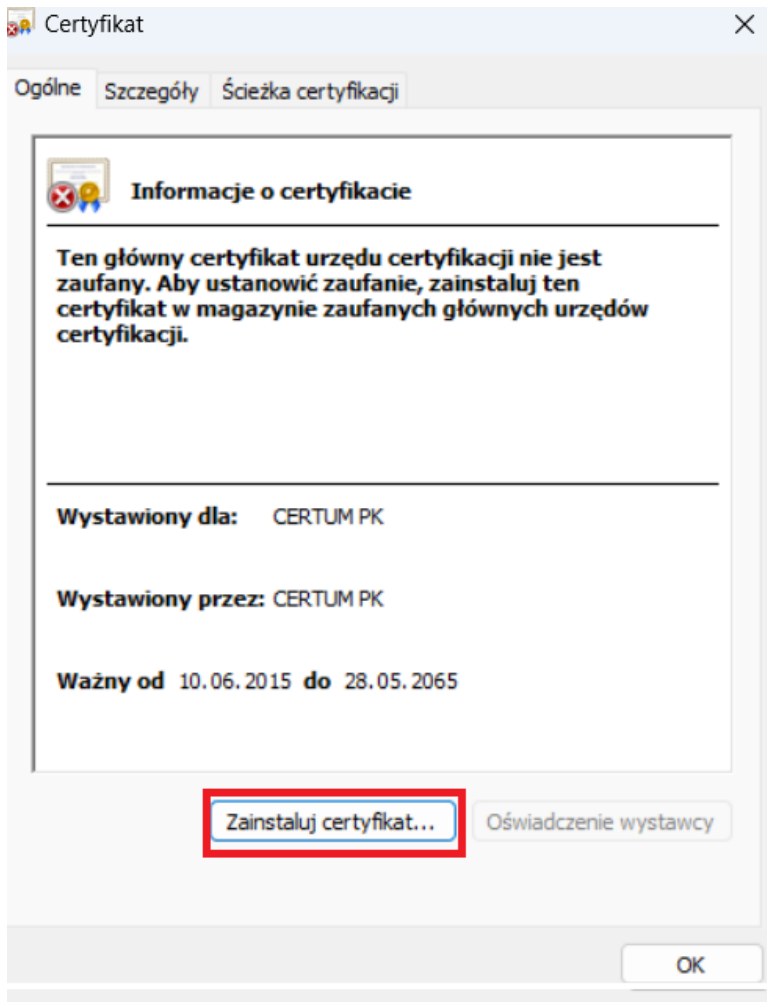 Certyfikat
Ogólne Szczegóły Ścieżka certyfikacji
Informacje o certyfikacie
Ten główny certyfikat urzędu certyfikacji nie jest
zaufany. Aby ustanowić zaufanie, zainstaluj ten
certyfikat w magazynie zaufanych głównych urzędów
certyfikacji.
Wystawiony dla: CERTUM PK
Wystawiony przez: CERTUM PK
Ważny od 10.06.2015 do 28.05.2065
Zainstaluj certyfikat... Oświadczenie wystawcy
OK